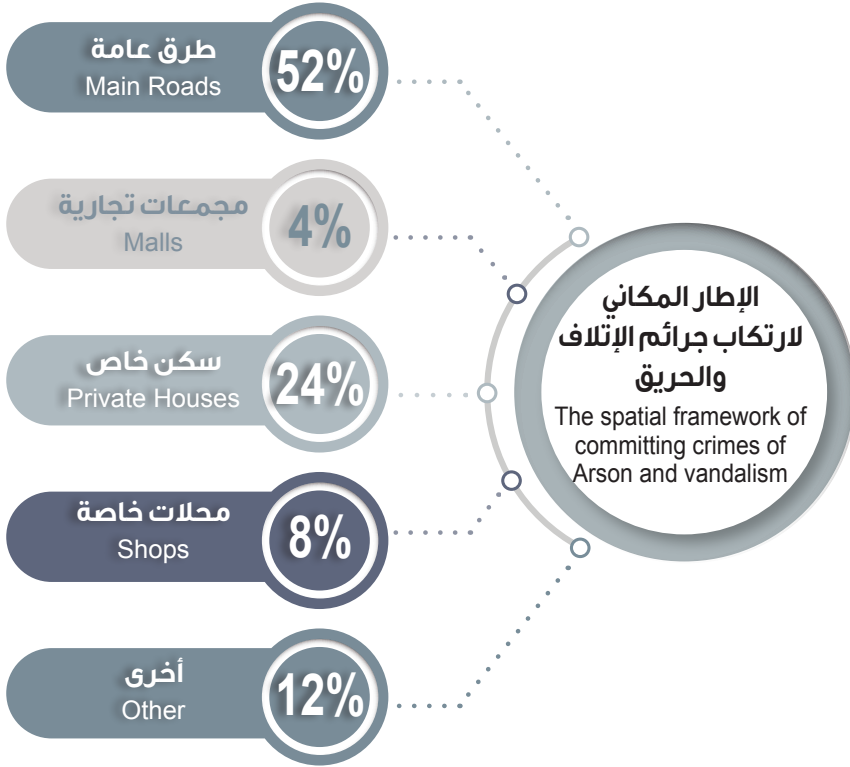 طرق عامة
Main Roads
52%
مجمعات تجارية
Malls
4%
سكن خاص
Private Houses
24%
محلات خاصة
Shops
8%
أخرى
Other
12%
الإطار المكاني
لارتكاب جرائم الإتلاف
والحريق
The spatial framework of
committing crimes of
Arson and vandalism